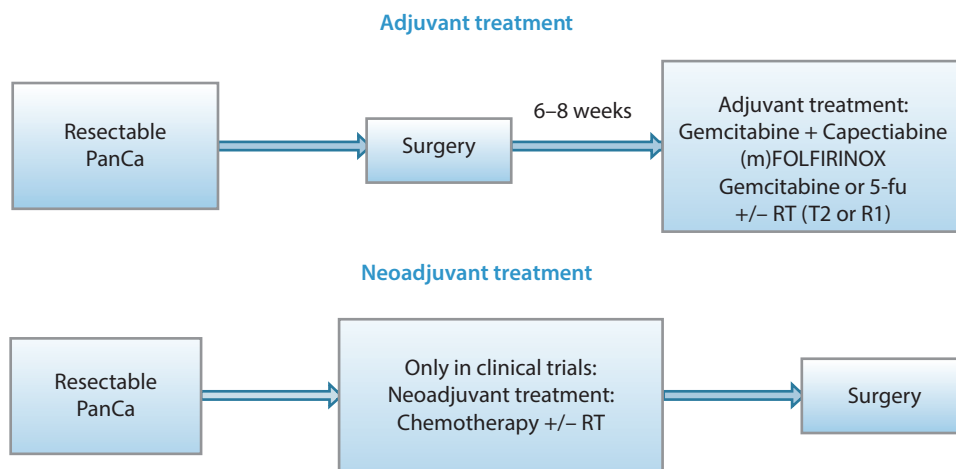 Adjuvant treatment
Resectable
PanCa
Surgery
6–8 weeks
Adjuvant treatment:
Gemcitabine + Capectiabine
(m)FOLFIRINOX
Gemcitabine or 5-fu
+/– RT (T2 or R1)
Neoadjuvant treatment
Resectable
PanCa
Only in clinical trials:
Neoadjuvant treatment:
Chemotherapy +/– RT
Surgery